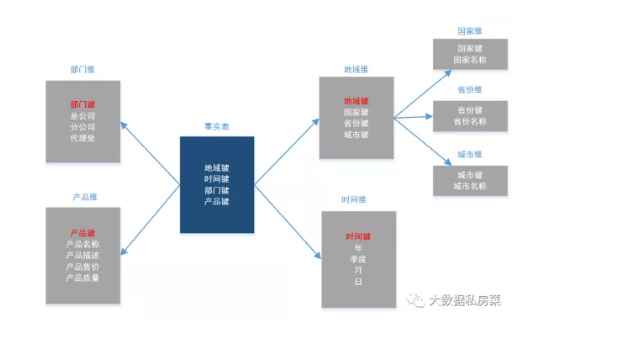 部门维
部门键
总公司
分公司
代理处
产品维
产品键
产品名称
产品描述
产品售价
产品质量
事实表
地域键
时间键
部门键
产品键
地域维
地域键
国家键
省份键
城市键
时间维
时间键
年
季度
月
日
国家维
国家键
国家名称
省份维
省份键
省份名称
城市维
城市键
城市名称
大数据私房菜